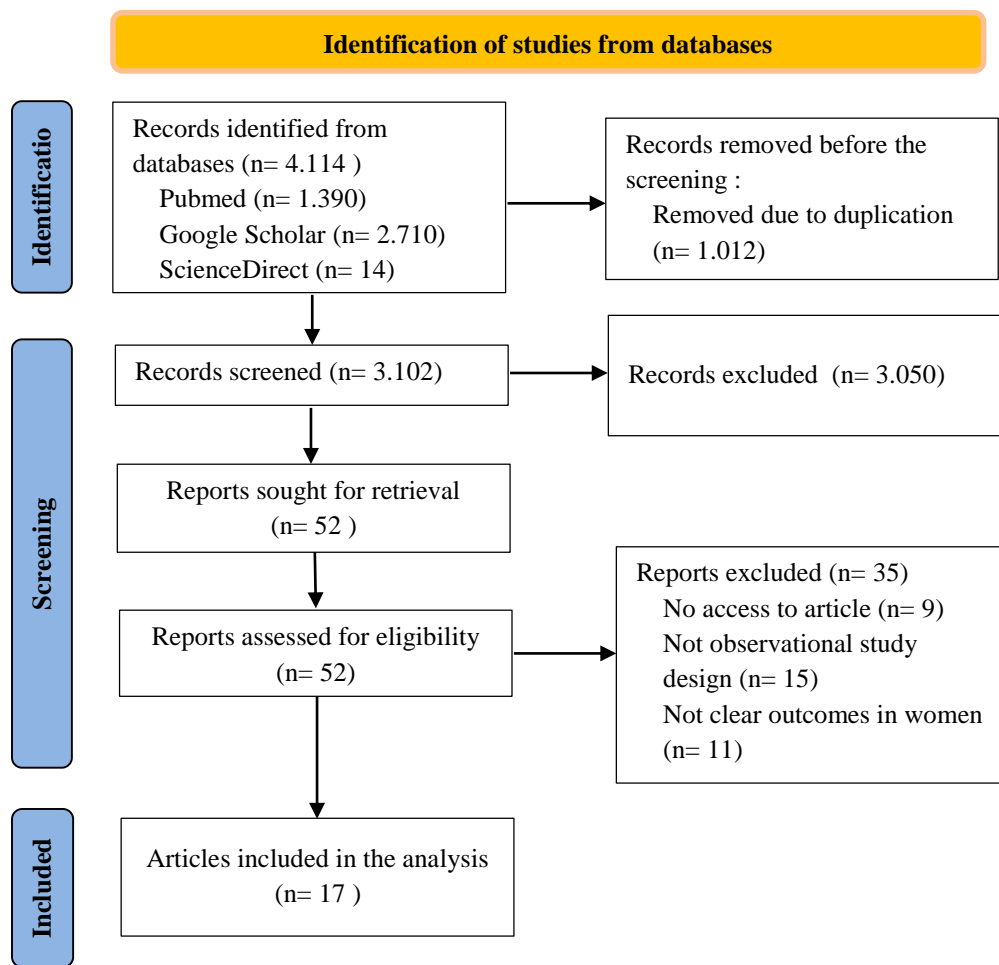 Identification of studies from databases
Identificatio
Records identified from
databases (n= 4.114 )
Pubmed (n= 1.390)
Google Scholar (n= 2.710)
ScienceDirect (n= 14)
Records removed before the
screening :
Removed due to duplication
(n= 1.012)
Screening
Records screened (n= 3.102)
Records excluded (n= 3.050)
Reports sought for retrieval
(n= 52 )
Reports assessed for eligibility
(n= 52)
Reports excluded (n= 35)
No access to article (n= 9)
Not observational study
design (n= 15)
Not clear outcomes in women
(n= 11)
Included
Articles included in the analysis
(n= 17 )